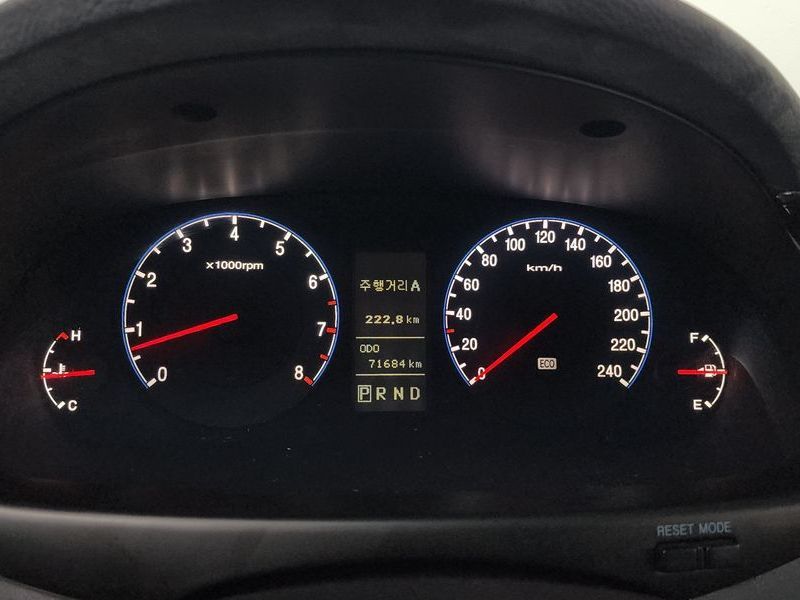 x1000rpm
0
1
2
3
4
5
6
7
8
H
C
주행거리 A
222.8 km
ODO
71684 km
P R N D
km/h
0
20
40
60
80
100
120
140
160
180
200
220
240
ECO
F
E
RESET MODE